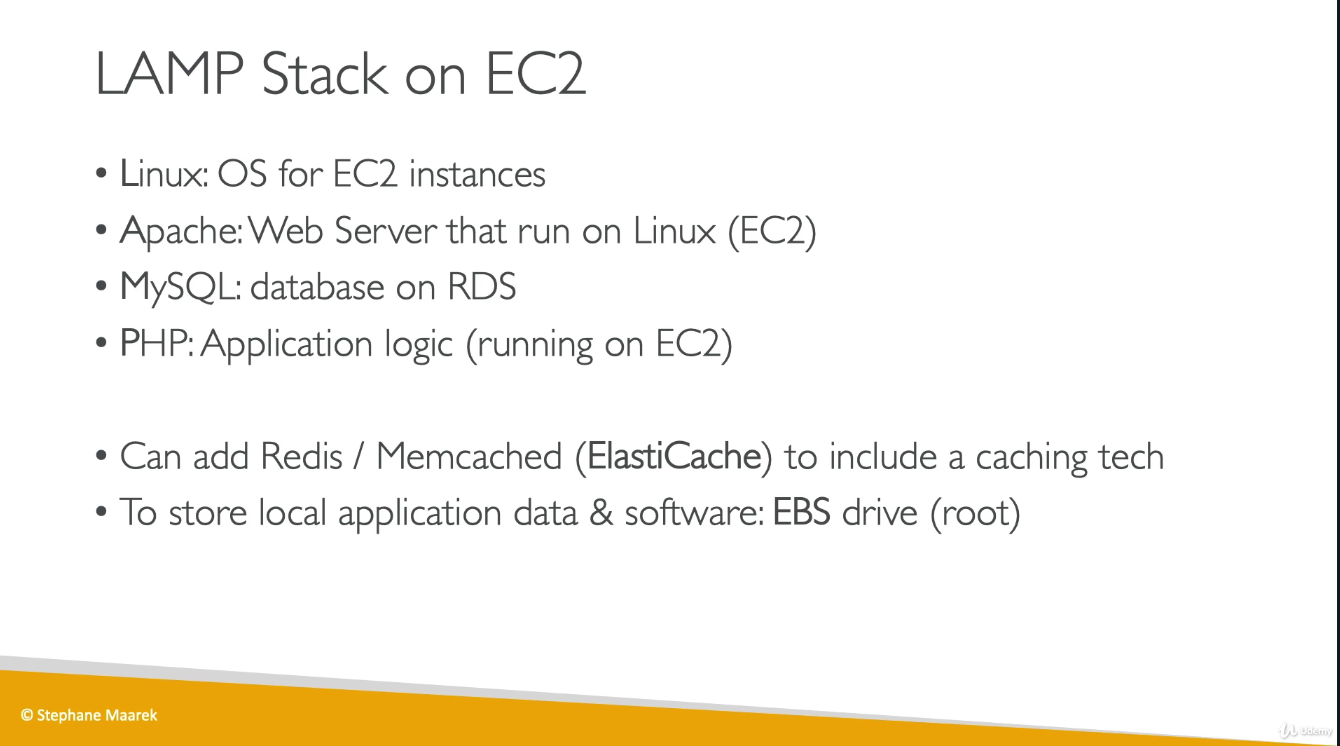 LAMP Stack on EC2
• Linux: OS for EC2 instances
• Apache: Web Server that run on Linux (EC2)
• MySQL: database on RDS
• PHP: Application logic (running on EC2)
• Can add Redis / Memcached (ElastiCache) to include a caching tech
• To store local application data & software: EBS drive (root)
© Stephane Maarek
Udemy